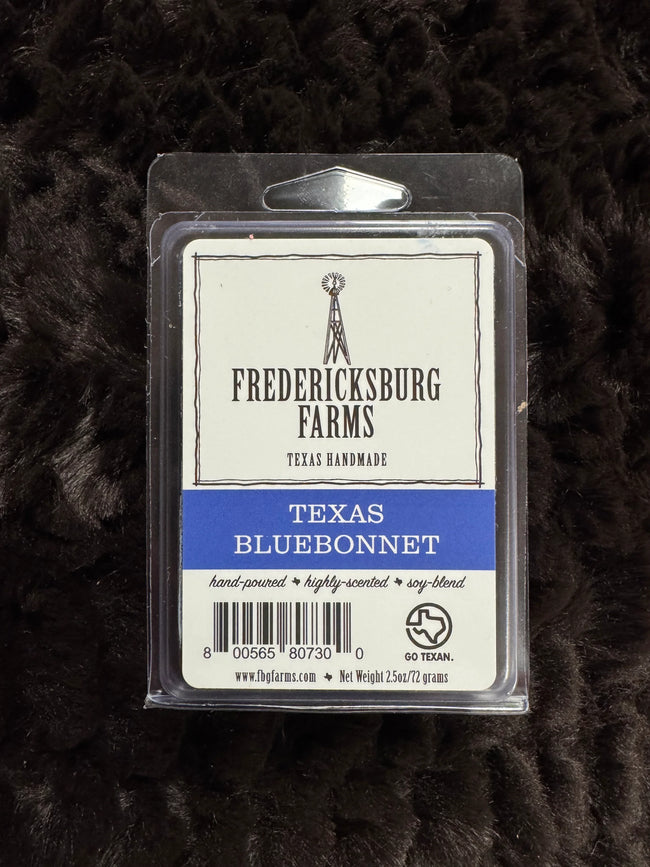 FREDERICKSBURG
FARMS
TEXAS HANDMADE
TEXAS
BLUEBONNET
hand-poured highly-scented soy-blend
8 00565 80730 0
GO TEXAN.
www.fbgfarms.com Net Weight 2.5oz/72 grams